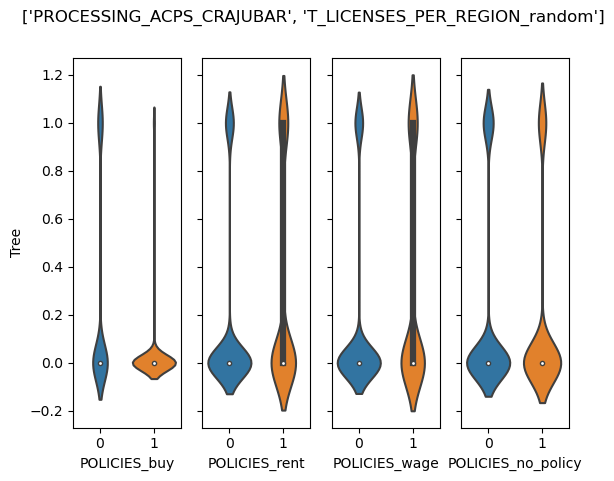 ['PROCESSING_ACPS_CRAJUBAR', 'T_LICENSES_PER_REGION_random']
1.2
1.0
0.8
0.6
0.4
0.2
0.0
−0.2
Tree
0 1 0 1 0 1 0 1
POLICIES_buy POLICIES_rent POLICIES_wage POLICIES_no_policy